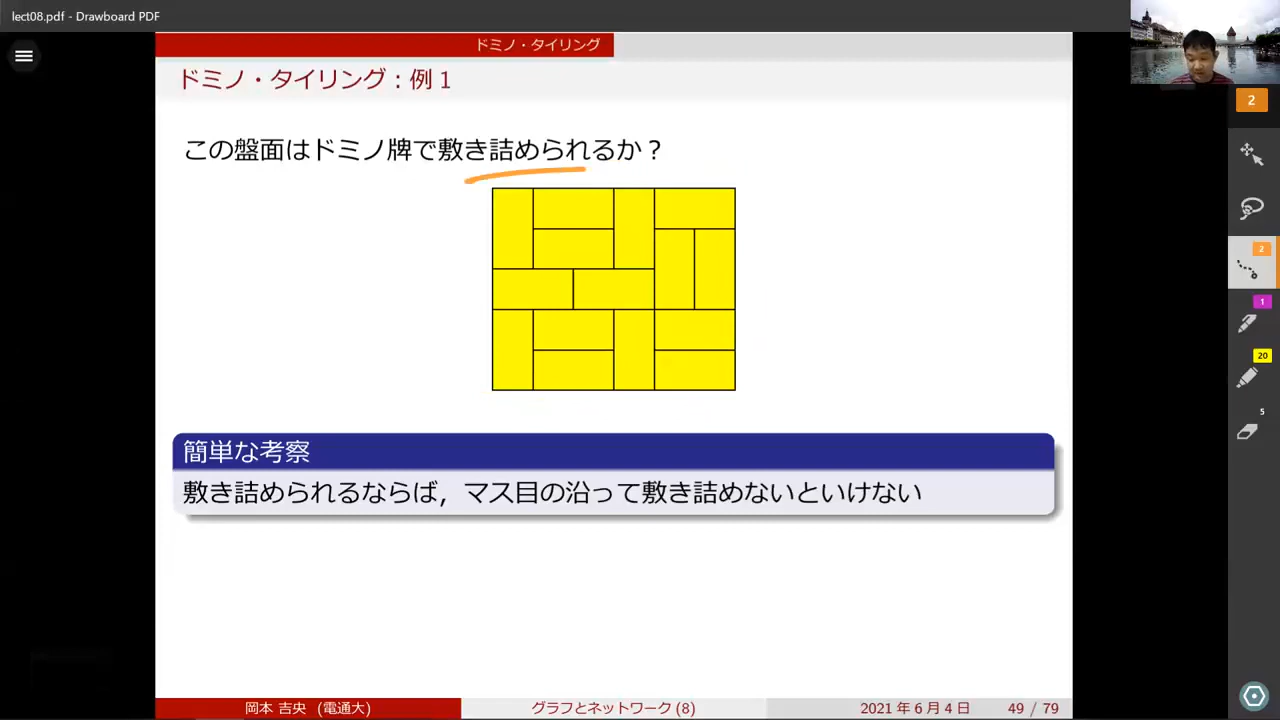 lect08.pdf - Drawboard PDF
ドミノ・タイリング
ドミノ・タイリング：例 1
2
この盤面はドミノ牌で敷き詰められるか？
2
1
20
5
簡単な考察
敷き詰められるならば，マス目の沿って敷き詰めないといけない
岡本 吉央 (電通大)
グラフとネットワーク (8)
2021 年 6 月 4 日
49 / 79